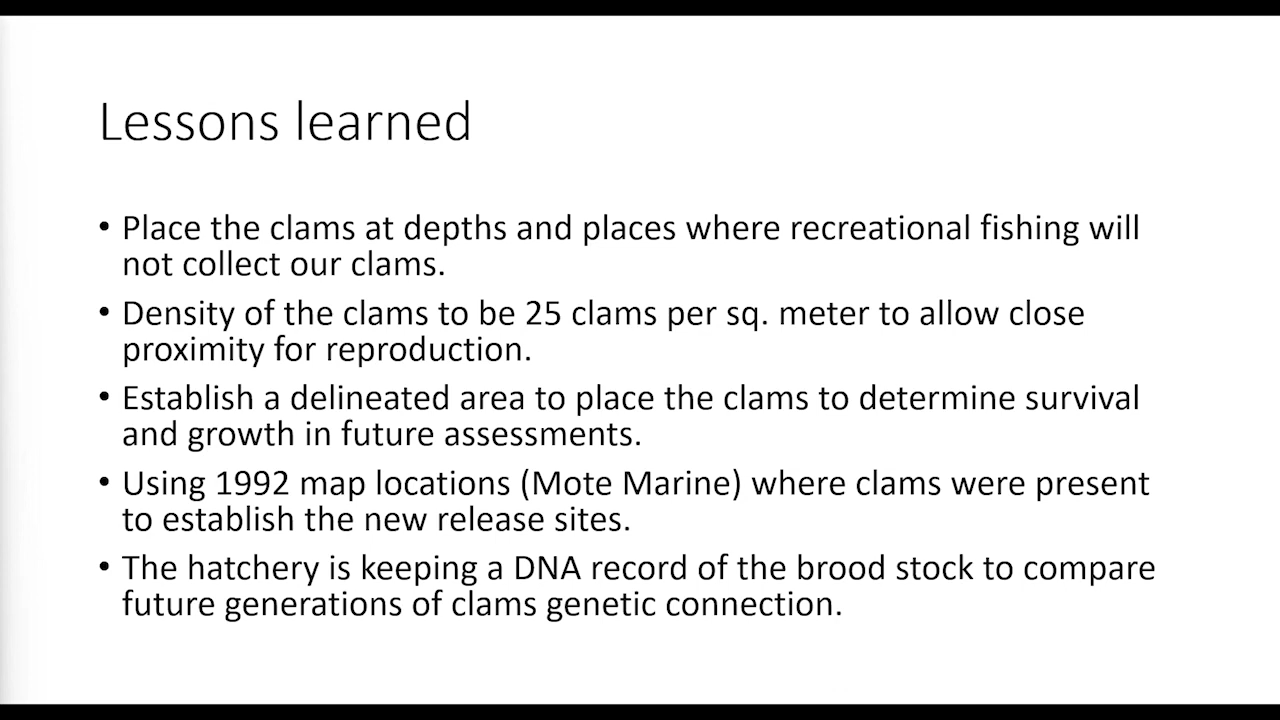 Lessons learned
• Place the clams at depths and places where recreational fishing will
not collect our clams.
• Density of the clams to be 25 clams per sq. meter to allow close
proximity for reproduction.
• Establish a delineated area to place the clams to determine survival
and growth in future assessments.
• Using 1992 map locations (Mote Marine) where clams were present
to establish the new release sites.
• The hatchery is keeping a DNA record of the brood stock to compare
future generations of clams genetic connection.